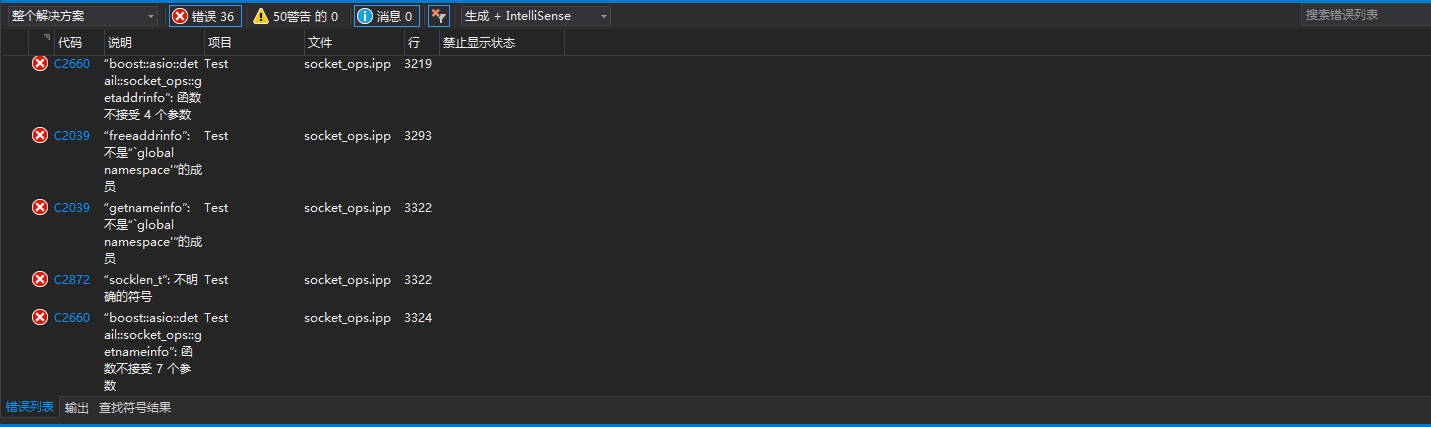 整个解决方案 错误 36 50警告 的 0 消息 0 生成 + IntelliSense 搜索错误列表
代码 说明 项目 文件 行 禁止显示状态
C2660 “boost::asio::de Test socket_ops.ipp 3219
tail::socket_ops::g
etaddrinfo”: 函数
不接受 4 个参数
C2039 “freeaddrinfo”: Test socket_ops.ipp 3293
不是“`global
namespace'”的成
员
C2039 “getnameinfo”: Test socket_ops.ipp 3322
不是“`global
namespace'”的成
员
C2872 “socklen_t”: 不明 Test socket_ops.ipp 3322
确的符号
C2660 “boost::asio::det Test socket_ops.ipp 3324
ail::socket_ops::g
etnameinfo”: 函
数不接受 7 个参
数
错误列表 输出 查找符号结果